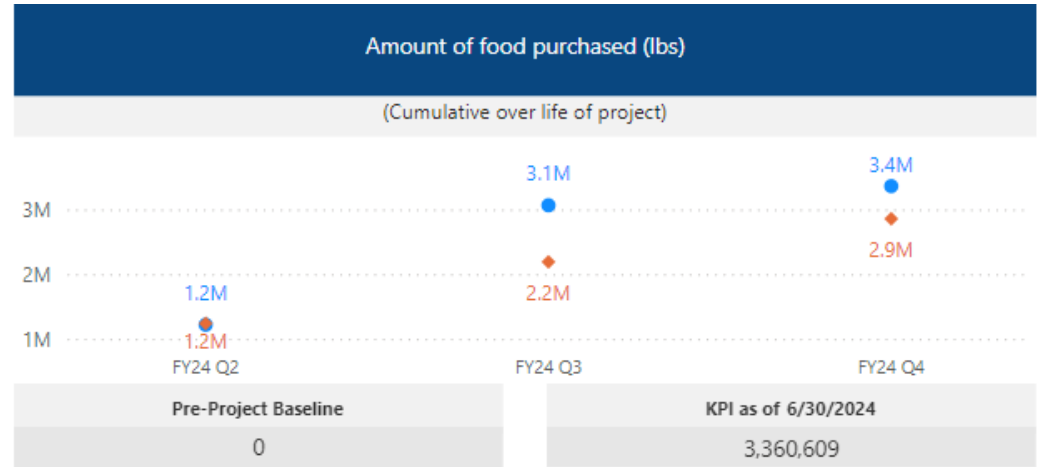 Amount of food purchased (lbs)
(Cumulative over life of project)
3.1M
3.4M
3M
2.9M
2M
1.2M
2.2M
1M
1.2M
FY24 Q2
FY24 Q3
FY24 Q4
Pre-Project Baseline
KPI as of 6/30/2024
0
3,360,609